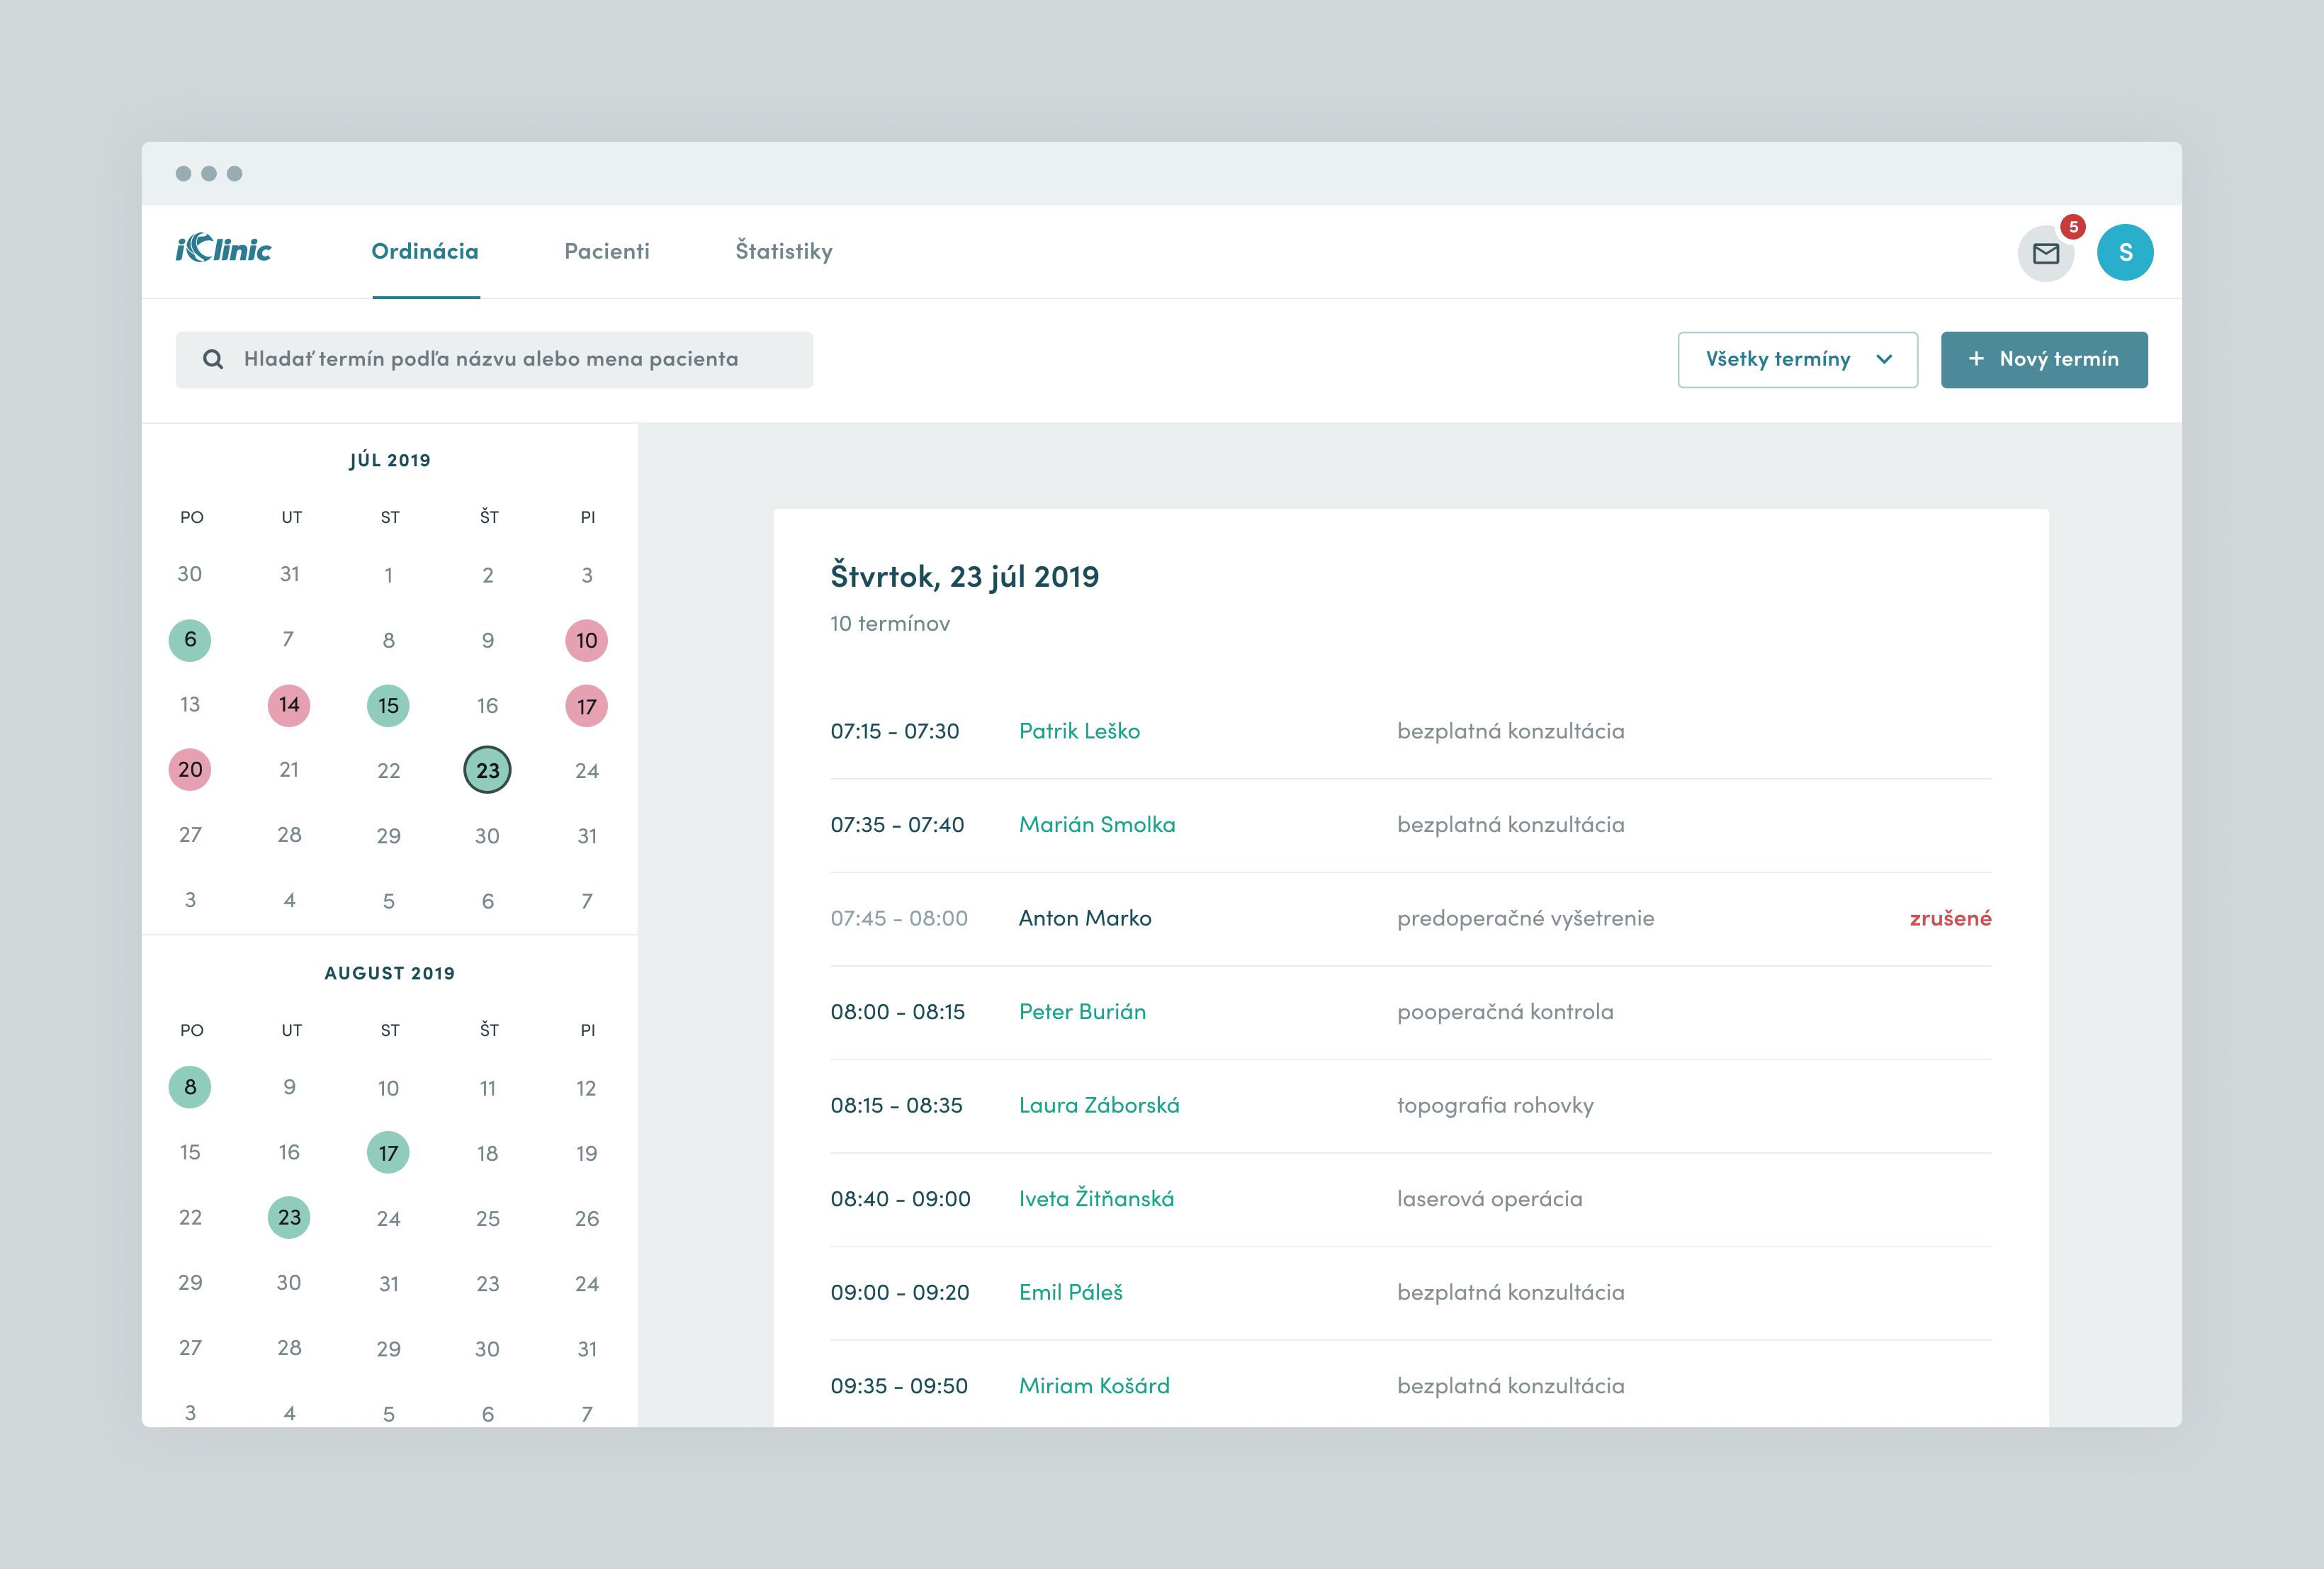 iClinic Ordinácia Pacienti Štatistiky 5 S
Hladať termín podľa názvu alebo mena pacienta Všetky termíny + Nový termín
JÚL 2019
PO UT ST ŠT PI
30 31 1 2 3
6 7 8 9 10
13 14 15 16 17
20 21 22 23 24
27 28 29 30 31
3 4 5 6 7
AUGUST 2019
PO UT ST ŠT PI
8 9 10 11 12
15 16 17 18 19
22 23 24 25 26
29 30 31 23 24
27 28 29 30 31
3 4 5 6 7
Štvrtok, 23 júl 2019
10 termínov
07:15 - 07:30 Patrik Leško bezplatná konzultácia
07:35 - 07:40 Marián Smolka bezplatná konzultácia
07:45 - 08:00 Anton Marko predoperačné vyšetrenie zrušené
08:00 - 08:15 Peter Burián pooperačná kontrola
08:15 - 08:35 Laura Záborská topografia rohovky
08:40 - 09:00 Iveta Žitňanská laserová operácia
09:00 - 09:20 Emil Páleš bezplatná konzultácia
09:35 - 09:50 Miriam Košárd bezplatná konzultácia